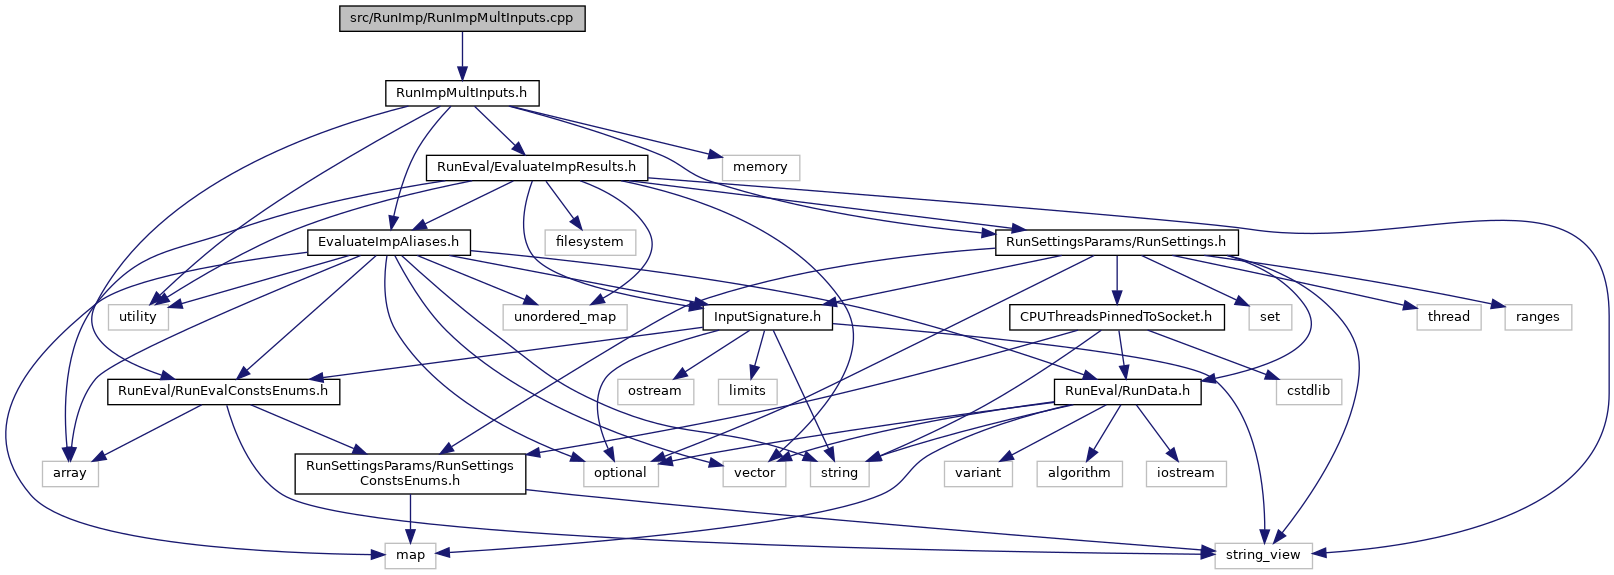 src/RunImp/RunImpMultInputs.cpp
RunImpMultInputs.h
RunEval/EvaluateImpResults.h
memory
EvaluateImpAliases.h
filesystem
RunSettingsParams/RunSettings.h
utility
unordered_map
InputSignature.h
CPUThreadsPinnedToSocket.h
set
thread
ranges
RunEval/RunEvalConstsEnums.h
ostream
limits
RunEval/RunData.h
cstdlib
array
RunSettingsParams/RunSettings
ConstsEnums.h
optional
vector
string
variant
algorithm
iostream
map
string_view